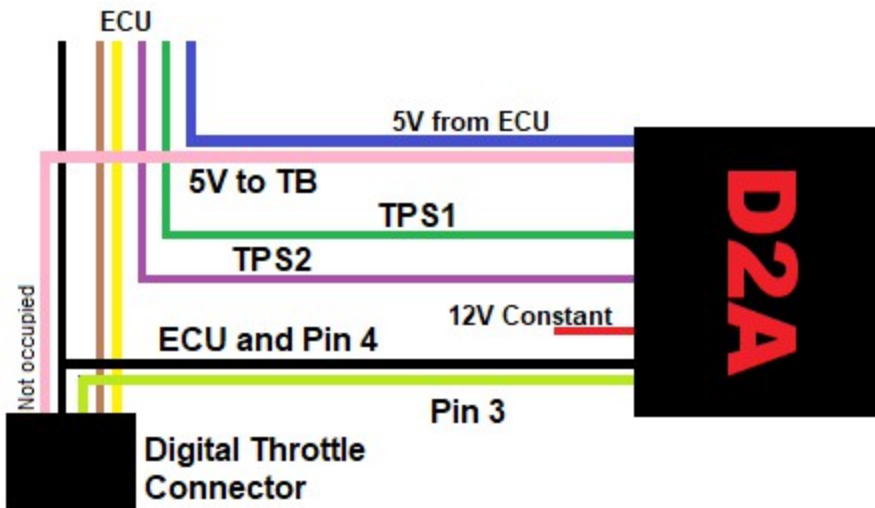 ECU
5V from ECU
5V to TB
TPS1
TPS2
12V Constant
ECU and Pin 4
Not occupied
Pin 3
Digital Throttle
Connector
D2A